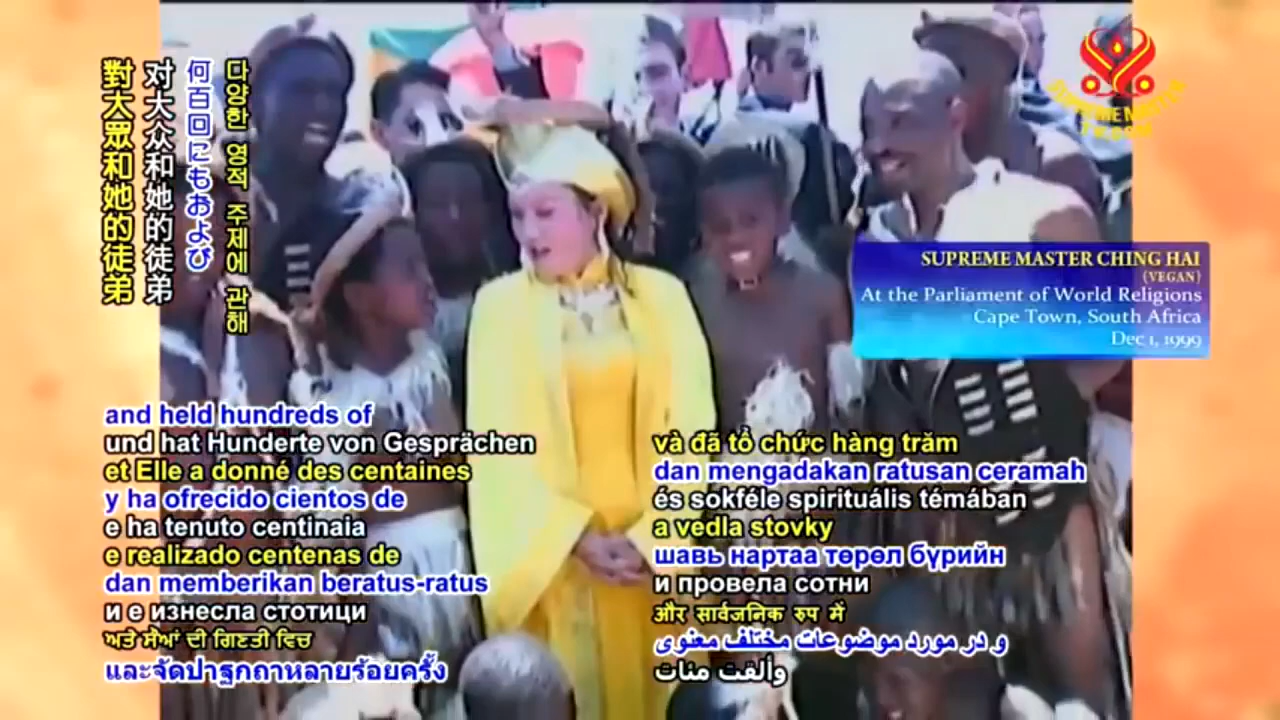 다양한 영적 주제에 관해
何百回にもおよび
对大众和她的徒弟
對大眾和她的徒弟
SUPREME MASTER
TV.COM
SUPREME MASTER CHING HAI
(VEGAN)
At the Parliament of World Religions
Cape Town, South Africa
Dec 1, 1999
and held hundreds of
und hat Hunderte von Gesprächen
et Elle a donné des centaines
y ha ofrecido cientos de
e ha tenuto centinaia
e realizado centenas de
dan memberikan beratus-ratus
и е изнесла стотици
ਅਤੇ ਸੈਂਆਂ ਦੀ ਗਿਣਤੀ ਵਿਚ
และจัดปาฐกถาหลายร้อยครั้ง
và đã tổ chức hàng trăm
dan mengadakan ratusan ceramah
és sokféle spirituális témában
a vedla stovky
шавь нартаа төрөл бүрийн
и провела сотни
और सार्वजनिक रुप में
و در مورد موضوعات مختلف معنوی
وألقت مئات